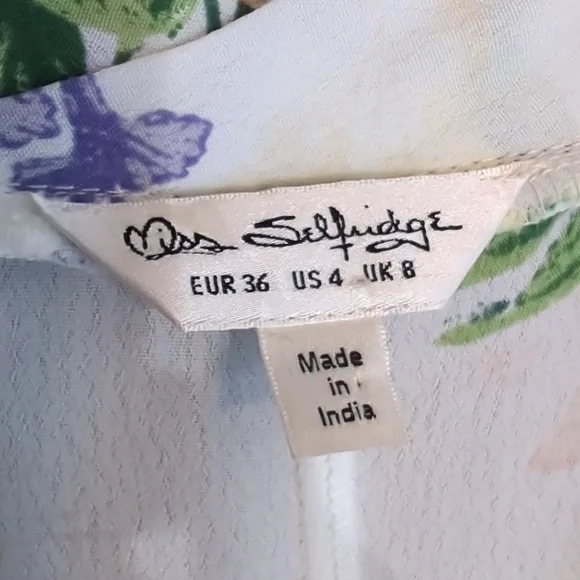 Miss Selfridge
EUR 36 US 4 UK 8
Made
in
India